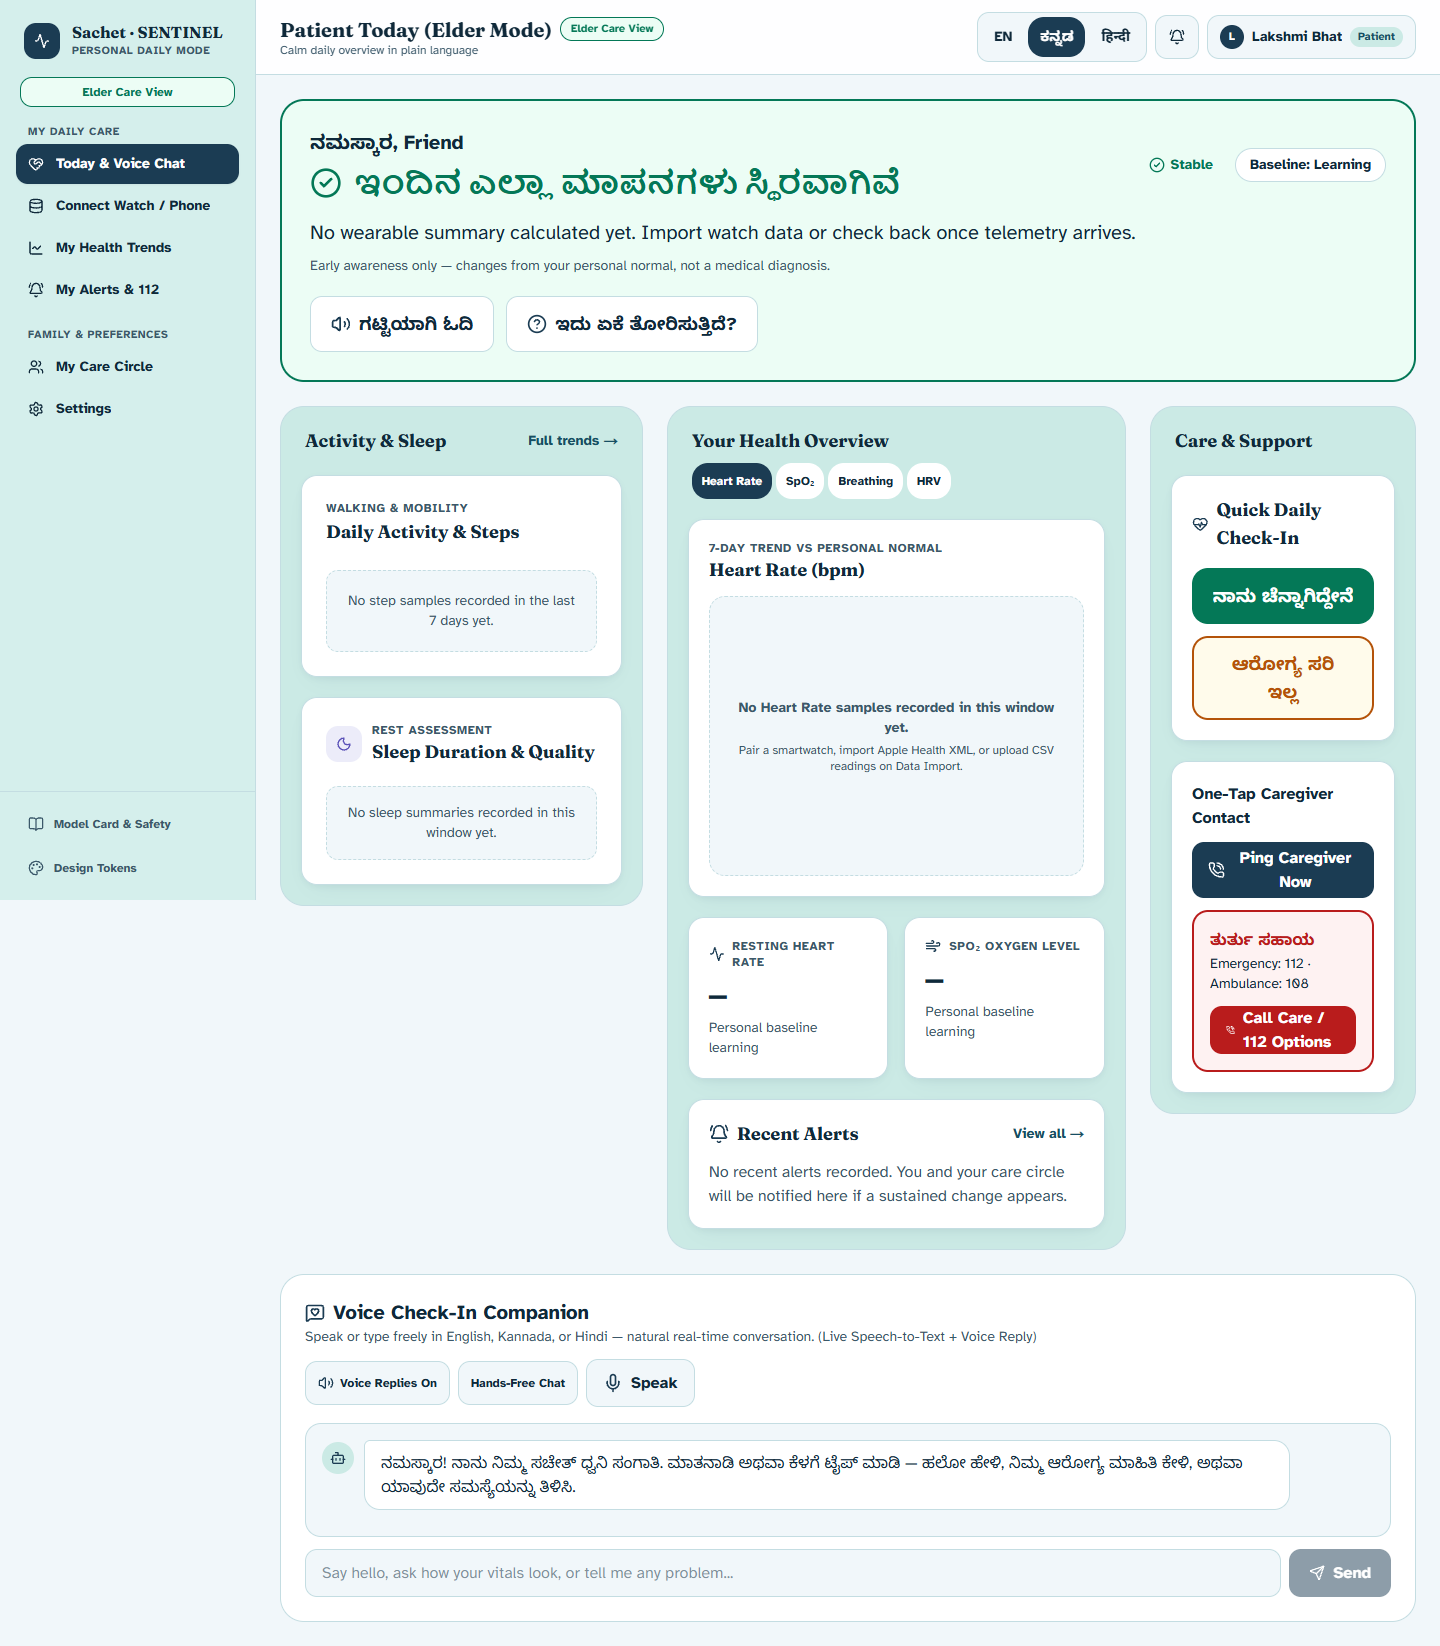 Sachet · SENTINEL
PERSONAL DAILY MODE
Elder Care View
MY DAILY CARE
Today & Voice Chat
Connect Watch / Phone
My Health Trends
My Alerts & 112
FAMILY & PREFERENCES
My Care Circle
Settings
Model Card & Safety
Design Tokens
Patient Today (Elder Mode)
Elder Care View
Calm daily overview in plain language
EN
ಕನ್ನಡ
हिन्दी
L
Lakshmi Bhat
Patient
ನಮಸ್ಕಾರ, Friend
ಇಂದಿನ ಎಲ್ಲಾ ಮಾಪನಗಳು ಸ್ಥಿರವಾಗಿವೆ
Stable
Baseline: Learning
No wearable summary calculated yet. Import watch data or check back once telemetry arrives.
Early awareness only — changes from your personal normal, not a medical diagnosis.
ಗಟ್ಟಿಯಾಗಿ ಓದಿ
ಇದು ಏಕೆ ತೋರಿಸುತ್ತಿದೆ?
Activity & Sleep
Full trends →
WALKING & MOBILITY
Daily Activity & Steps
No step samples recorded in the last
7 days yet.
REST ASSESSMENT
Sleep Duration & Quality
No sleep summaries recorded in this
window yet.
Your Health Overview
Heart Rate
SpO₂
Breathing
HRV
7-DAY TREND VS PERSONAL NORMAL
Heart Rate (bpm)
No Heart Rate samples recorded in this window
yet.
Pair a smartwatch, import Apple Health XML, or upload CSV
readings on Data Import.
RESTING HEART
RATE
—
Personal baseline
learning
SPO₂ OXYGEN LEVEL
—
Personal baseline
learning
Recent Alerts
View all →
No recent alerts recorded. You and your care circle
will be notified here if a sustained change appears.
Care & Support
Quick Daily
Check-In
ನಾನು ಚೆನ್ನಾಗಿದ್ದೇನೆ
ಆರೋಗ್ಯ ಸರಿ
ಇಲ್ಲ
One-Tap Caregiver
Contact
Ping Caregiver
Now
ತುರ್ತು ಸಹಾಯ
Emergency: 112 ·
Ambulance: 108
Call Care /
112 Options
Voice Check-In Companion
Speak or type freely in English, Kannada, or Hindi — natural real-time conversation. (Live Speech-to-Text + Voice Reply)
Voice Replies On
Hands-Free Chat
Speak
ನಮಸ್ಕಾರ! ನಾನು ನಿಮ್ಮ ಸಚೇತ್ ಧ್ವನಿ ಸಂಗಾತಿ. ಮಾತನಾಡಿ ಅಥವಾ ಕೆಳಗೆ ಟೈಪ್ ಮಾಡಿ — ಹಲೋ ಹೇಳಿ, ನಿಮ್ಮ ಆರೋಗ್ಯ ಮಾಹಿತಿ ಕೇಳಿ, ಅಥವಾ
ಯಾವುದೇ ಸಮಸ್ಯೆಯನ್ನು ತಿಳಿಸಿ.
Say hello, ask how your vitals look, or tell me any problem...
Send